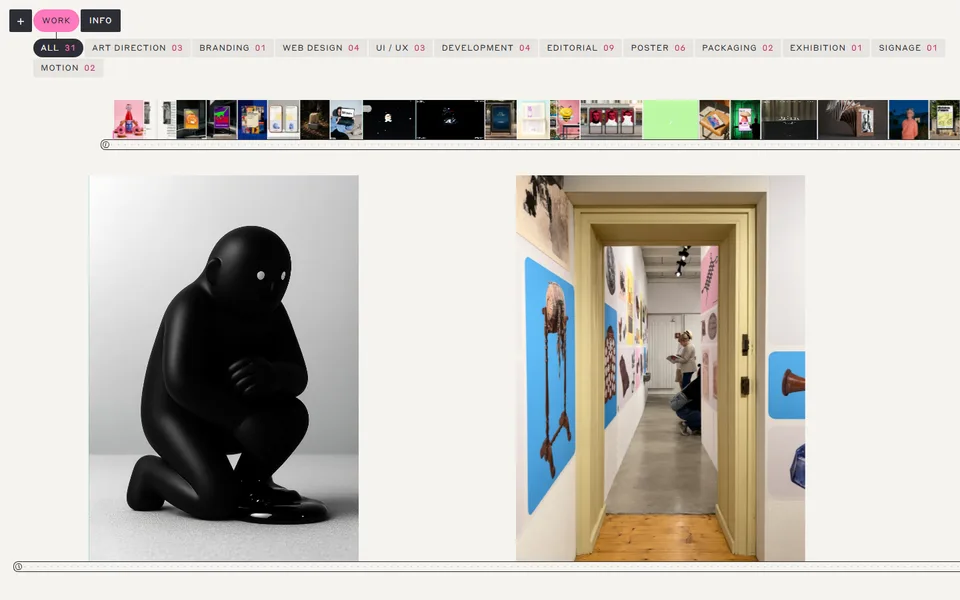 + WORK INFO
ALL 31 ART DIRECTION 03 BRANDING 01 WEB DESIGN 04 UI / UX 03 DEVELOPMENT 04 EDITORIAL 09 POSTER 06 PACKAGING 02 EXHIBITION 01 SIGNAGE 01
MOTION 02